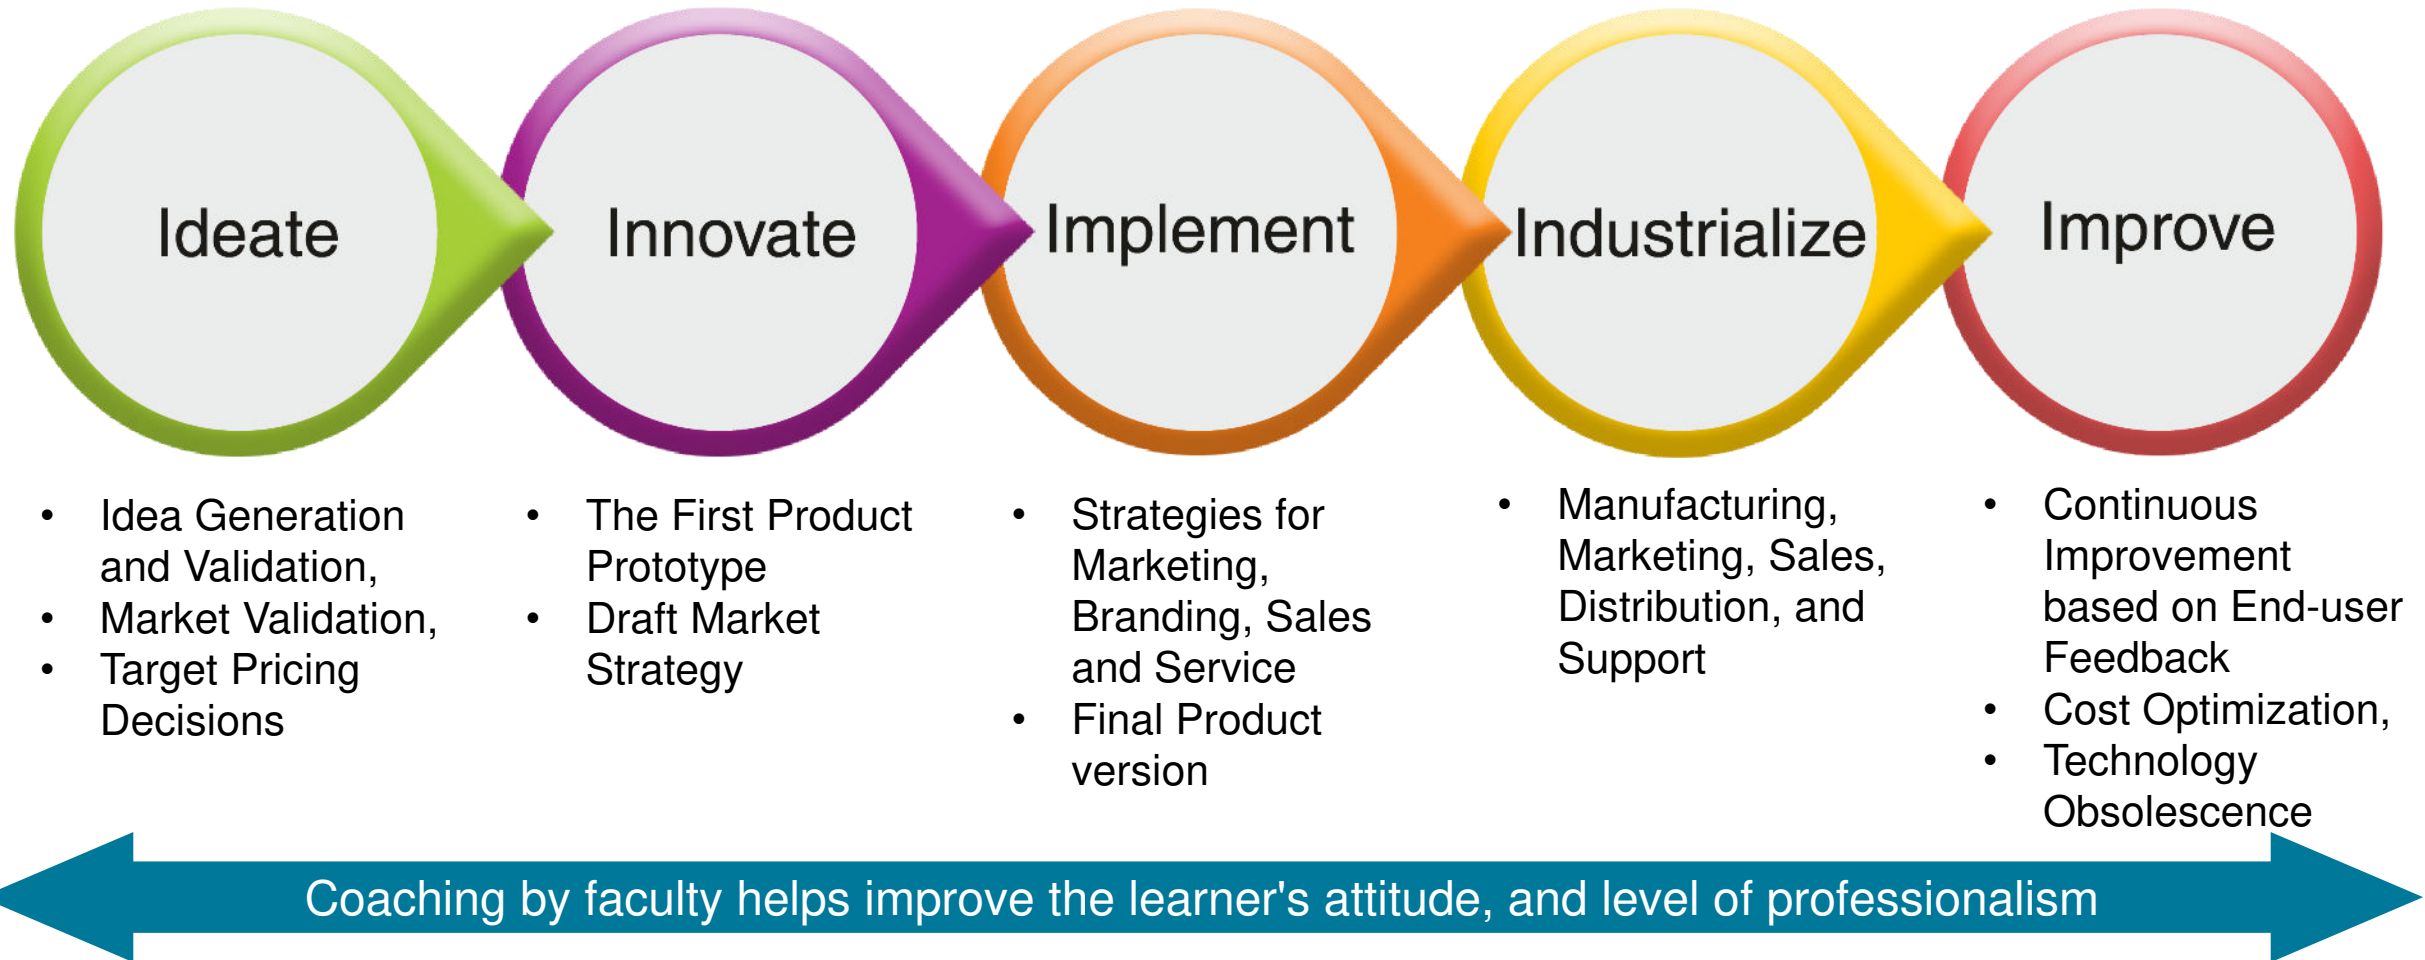 Ideate
Innovate
Implement
Industrialize
Improve
• Idea Generation
and Validation,
• Market Validation,
• Target Pricing
Decisions
• The First Product
Prototype
• Draft Market
Strategy
• Strategies for
Marketing,
Branding, Sales
and Service
• Final Product
version
• Manufacturing,
Marketing, Sales,
Distribution, and
Support
• Continuous
Improvement
based on End-user
Feedback
• Cost Optimization,
• Technology
Obsolescence
Coaching by faculty helps improve the learner's attitude, and level of professionalism